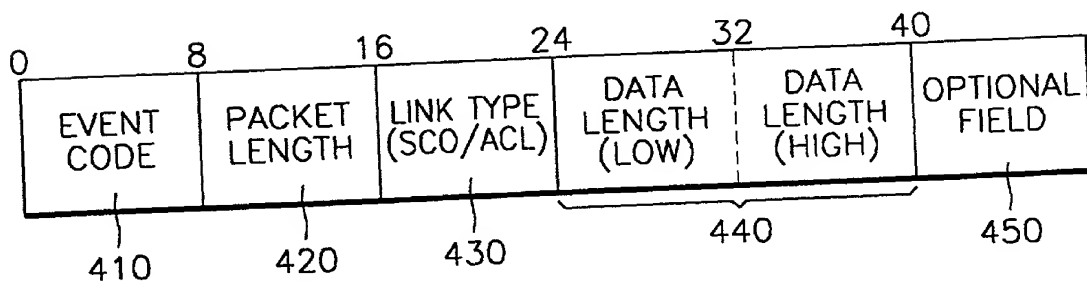 0 8 16 24 32 40
EVENT CODE
PACKET LENGTH
LINK TYPE (SCO/ACL)
DATA LENGTH (LOW)
DATA LENGTH (HIGH)
OPTIONAL FIELD
410 420 430 440 450